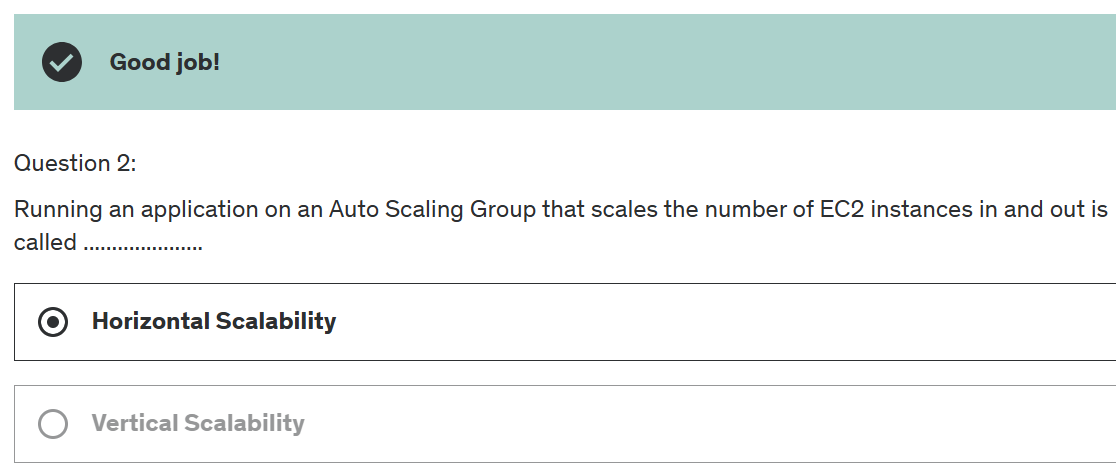 Good job!
Question 2:
Running an application on an Auto Scaling Group that scales the number of EC2 instances in and out is
called .....................
Horizontal Scalability
Vertical Scalability